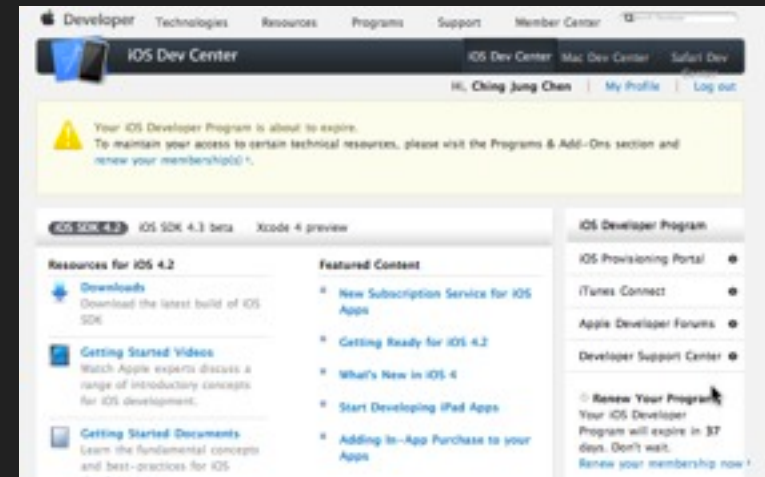 Developer Technologies Resources Programs Support Member Center
iOS Dev Center
iOS Dev Center Mac Dev Center Safari Dev
Center
Hi, Ching Jung Chen | My Profile | Log out
Your iOS Developer Program is about to expire.
To maintain your access to certain technical resources, please visit the Programs & Add-Ons section and
renew your membership(s)
iOS SDK 4.2 iOS SDK 4.3 beta Xcode 4 preview
Resources for iOS 4.2
Downloads
Download the latest build of iOS
SDK
Getting Started Videos
Watch Apple experts discuss a
range of introductory concepts
for iOS development.
Getting Started Documents
Learn the fundamental concepts
and best-practices for iOS
Featured Content
New Subscription Service for iOS
Apps
Getting Ready for iOS 4.2
What's New in iOS 4
Start Developing iPad Apps
Adding In-App Purchase to your
Apps
iOS Developer Program
iOS Provisioning Portal
iTunes Connect
Apple Developer Forums
Developer Support Center
Renew Your Program
Your iOS Developer
Program will expire in 37
days. Don't wait.
Renew your membership now